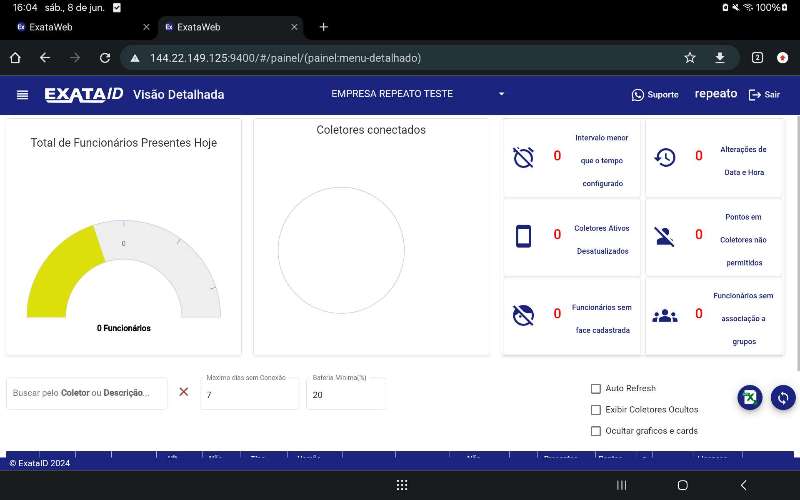 16:04 sáb., 8 de jun.
100%
ExataWeb
ExataWeb
144.22.149.125:9400/#/painel/(painel:menu-detalhado)
2
EXATAID Visão Detalhada
EMPRESA REPEATO TESTE
Suporte
repeato
Sair
Total de Funcionários Presentes Hoje
0
0 Funcionários
Coletores conectados
0
Intervalo menor
que o tempo
configurado
0
Alterações de
Data e Hora
0
Coletores Ativos
Desatualizados
0
Pontos em
Coletores não
permitidos
0
Funcionários sem
face cadastrada
0
Funcionários sem
associação a
grupos
Buscar pelo Coletor ou Descrição...
Máximo dias sem Conexão
7
Bateria Mínima(%)
20
Auto Refresh
Exibir Coletores Ocultos
Ocultar graficos e cards
© ExataID 2024